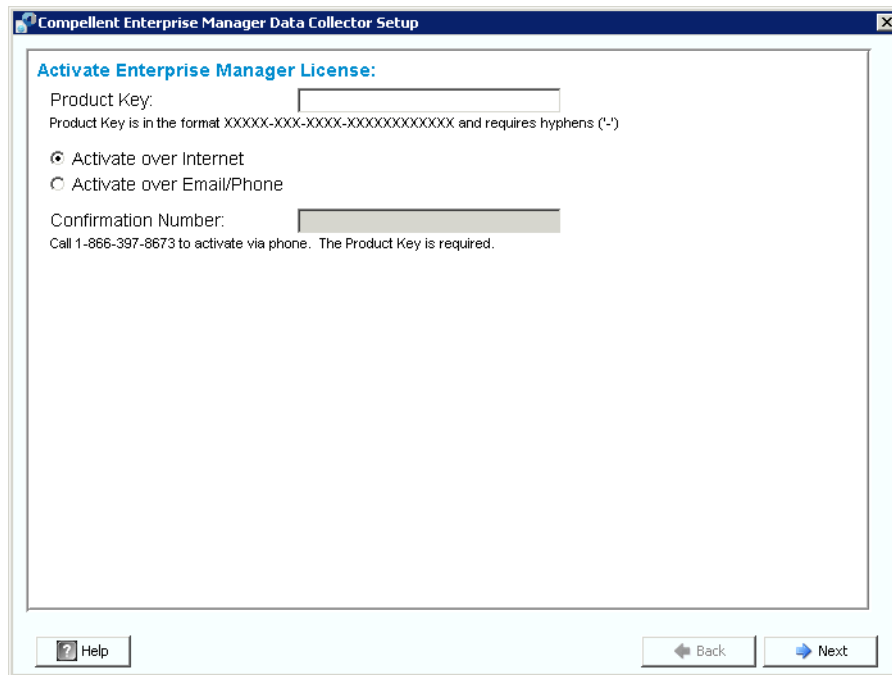 Compellent Enterprise Manager Data Collector Setup
Activate Enterprise Manager License:
Product Key:
Product Key is in the format XXXXX-XXX-XXXX-XXXXXXXXXXXX and requires hyphens ('-')
Activate over Internet
Activate over Email/Phone
Confirmation Number:
Call 1-866-397-8673 to activate via phone.  The Product Key is required.
? Help
Back
Next